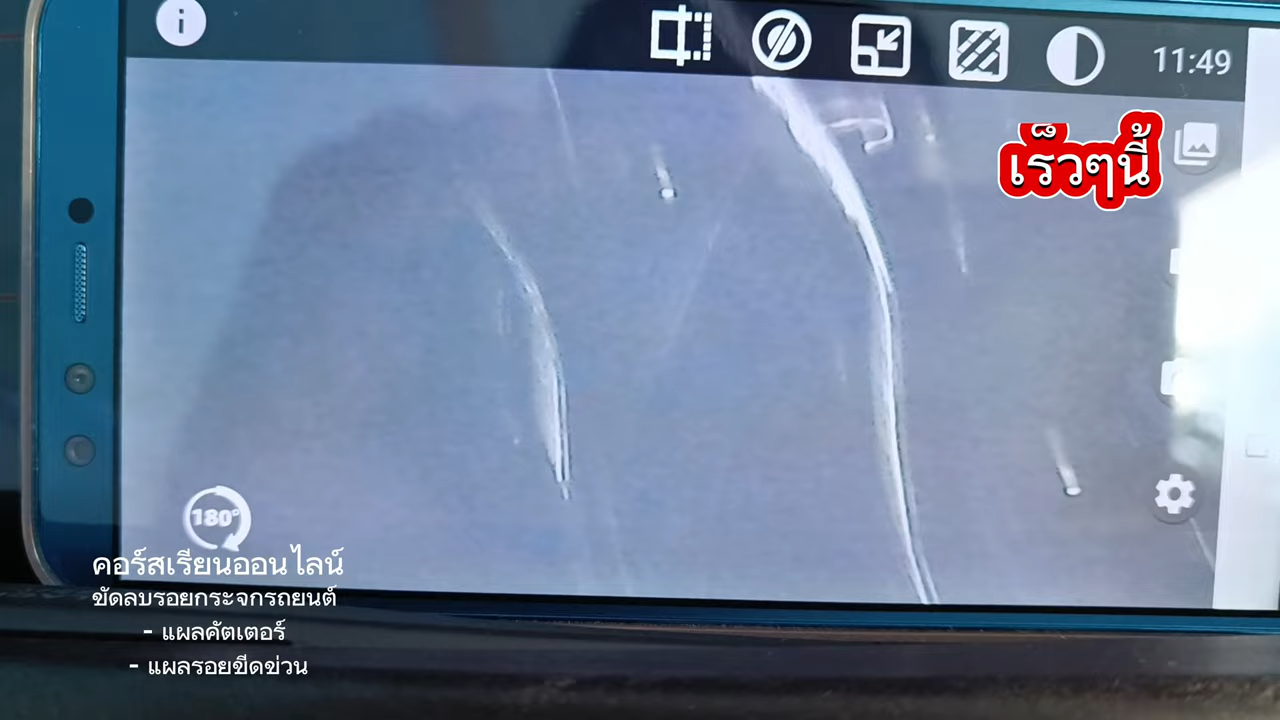 11:49
เร็วๆนี้
180°
คอร์สเรียนออนไลน์
ขัดลบรอยกระจกรถยนต์
- แผลคัตเตอร์
- แผลรอยขีดข่วน